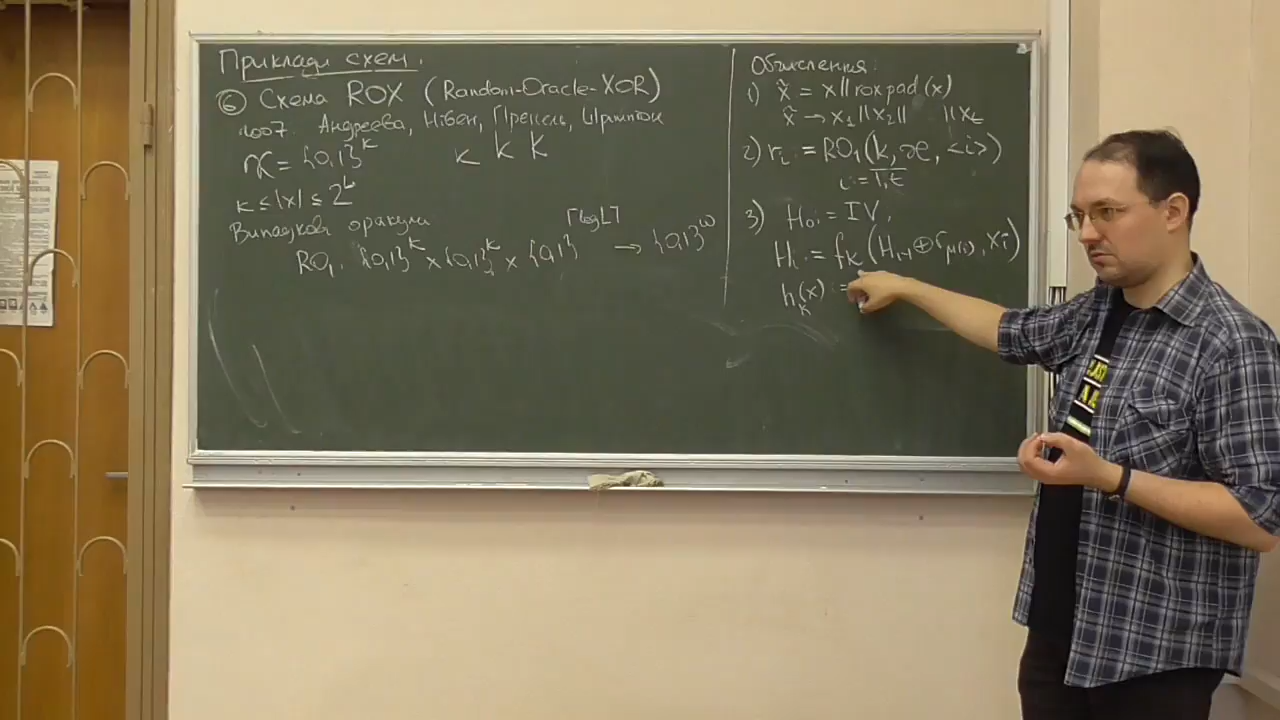 Приклади схем.
⑥ Схема ROX (Random-Oracle-XOR)
2007. Андреєва, Нівен, Пренель, Шрімптон
𝒦 = {0,1}^k
κ k K
k ≤ |x| ≤ 2^L
Випадкові оракули
RO₁: {0,1}^k × {0,1}^k × {0,1}^⌈log L⌉ → {0,1}^ω
Обчислення:
1) x̂ = x||roxpad(x)
x̂ → x₁||x₂|| ||x_t
2) r_i := RO₁(k, æ, <i>)
i = 1,t
3) H₀ := IV,
H_i := f_k(H_{i-1} ⊕ r_{μ(i)}, x_i)
h_k(x) :=